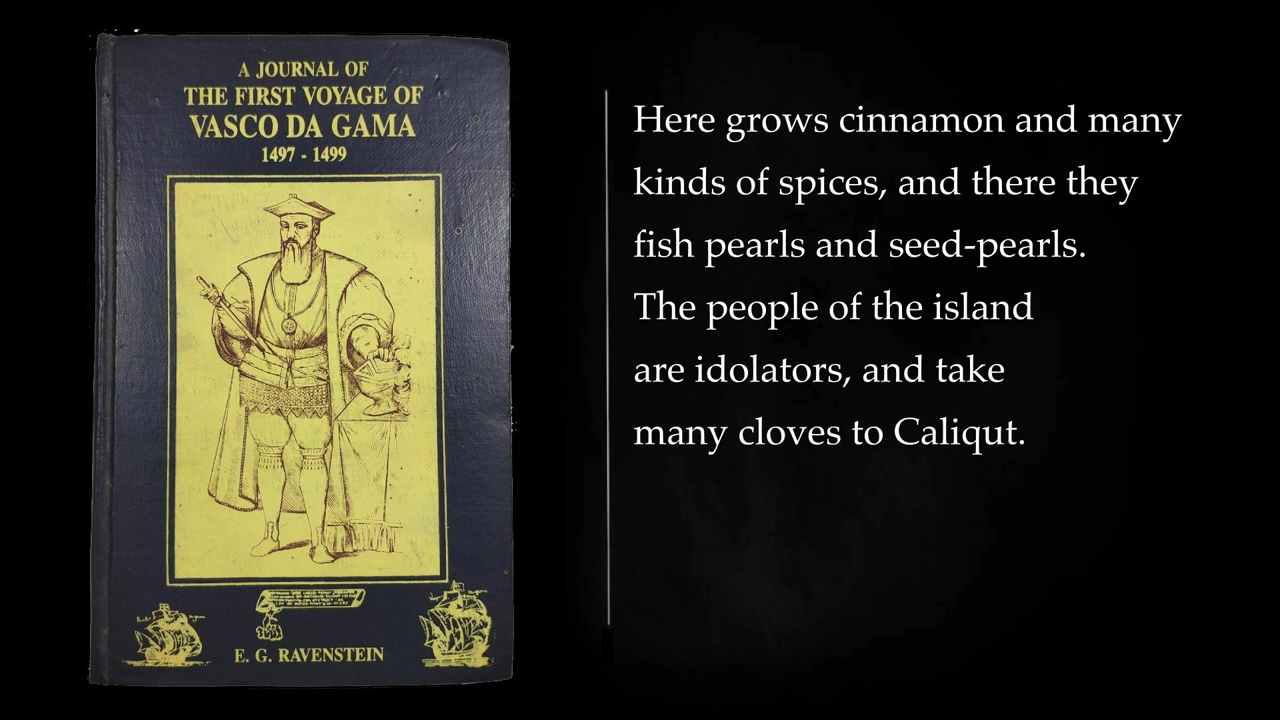 A JOURNAL OF
THE FIRST VOYAGE OF
VASCO DA GAMA
1497 - 1499
E. G. RAVENSTEIN
Here grows cinnamon and many
kinds of spices, and there they
fish pearls and seed-pearls.
The people of the island
are idolators, and take
many cloves to Caliqut.